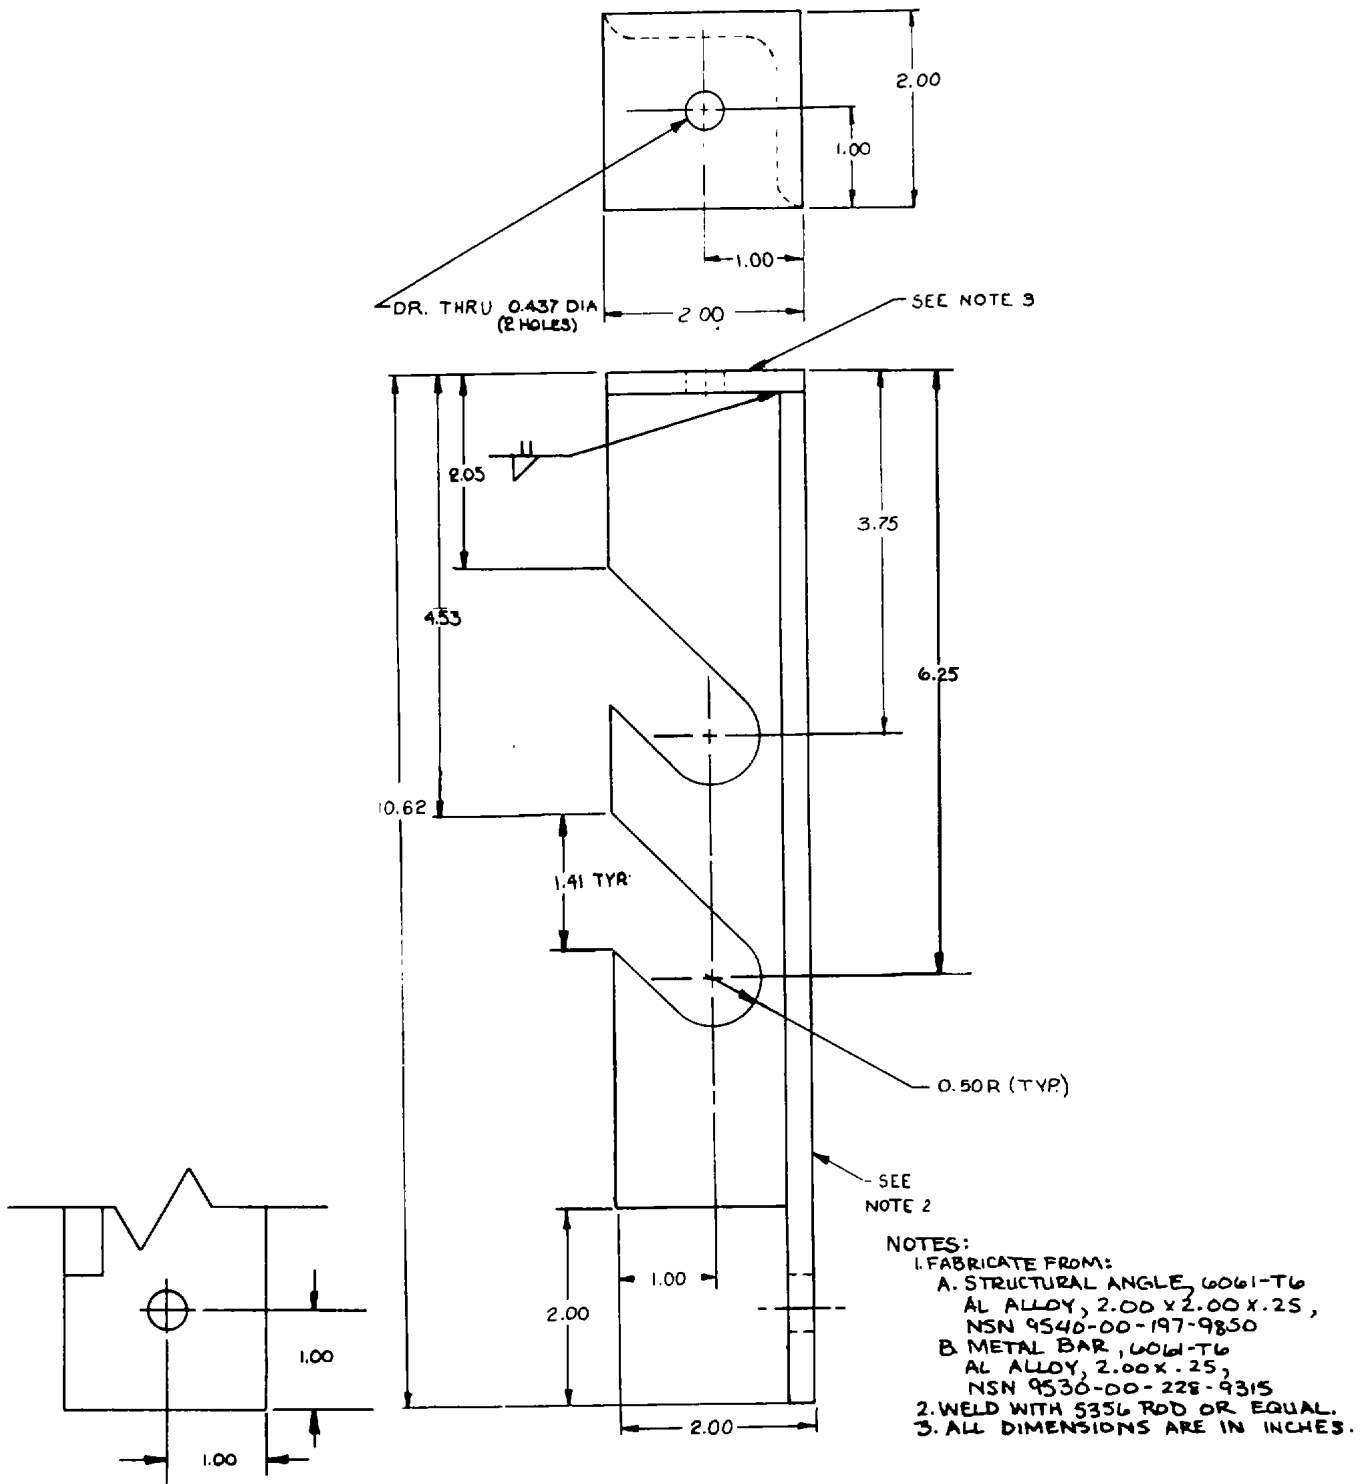 2.00
1.00
1.00
DR. THRU 0.437 DIA
(2 HOLES)
2.00
SEE NOTE 3
2.05
3.75
4.53
6.25
10.62
1.41 TYP.
0.50R (TYP.)
SEE
NOTE 2
1.00
2.00
1.00
1.00
2.00
NOTES:
1. FABRICATE FROM:
A. STRUCTURAL ANGLE, 6061-T6
AL ALLOY, 2.00 X 2.00 X .25,
NSN 9540-00-197-9850
B. METAL BAR, 6061-T6
AL ALLOY, 2.00 X .25,
NSN 9530-00-228-9315
2. WELD WITH 5356 ROD OR EQUAL.
3. ALL DIMENSIONS ARE IN INCHES.